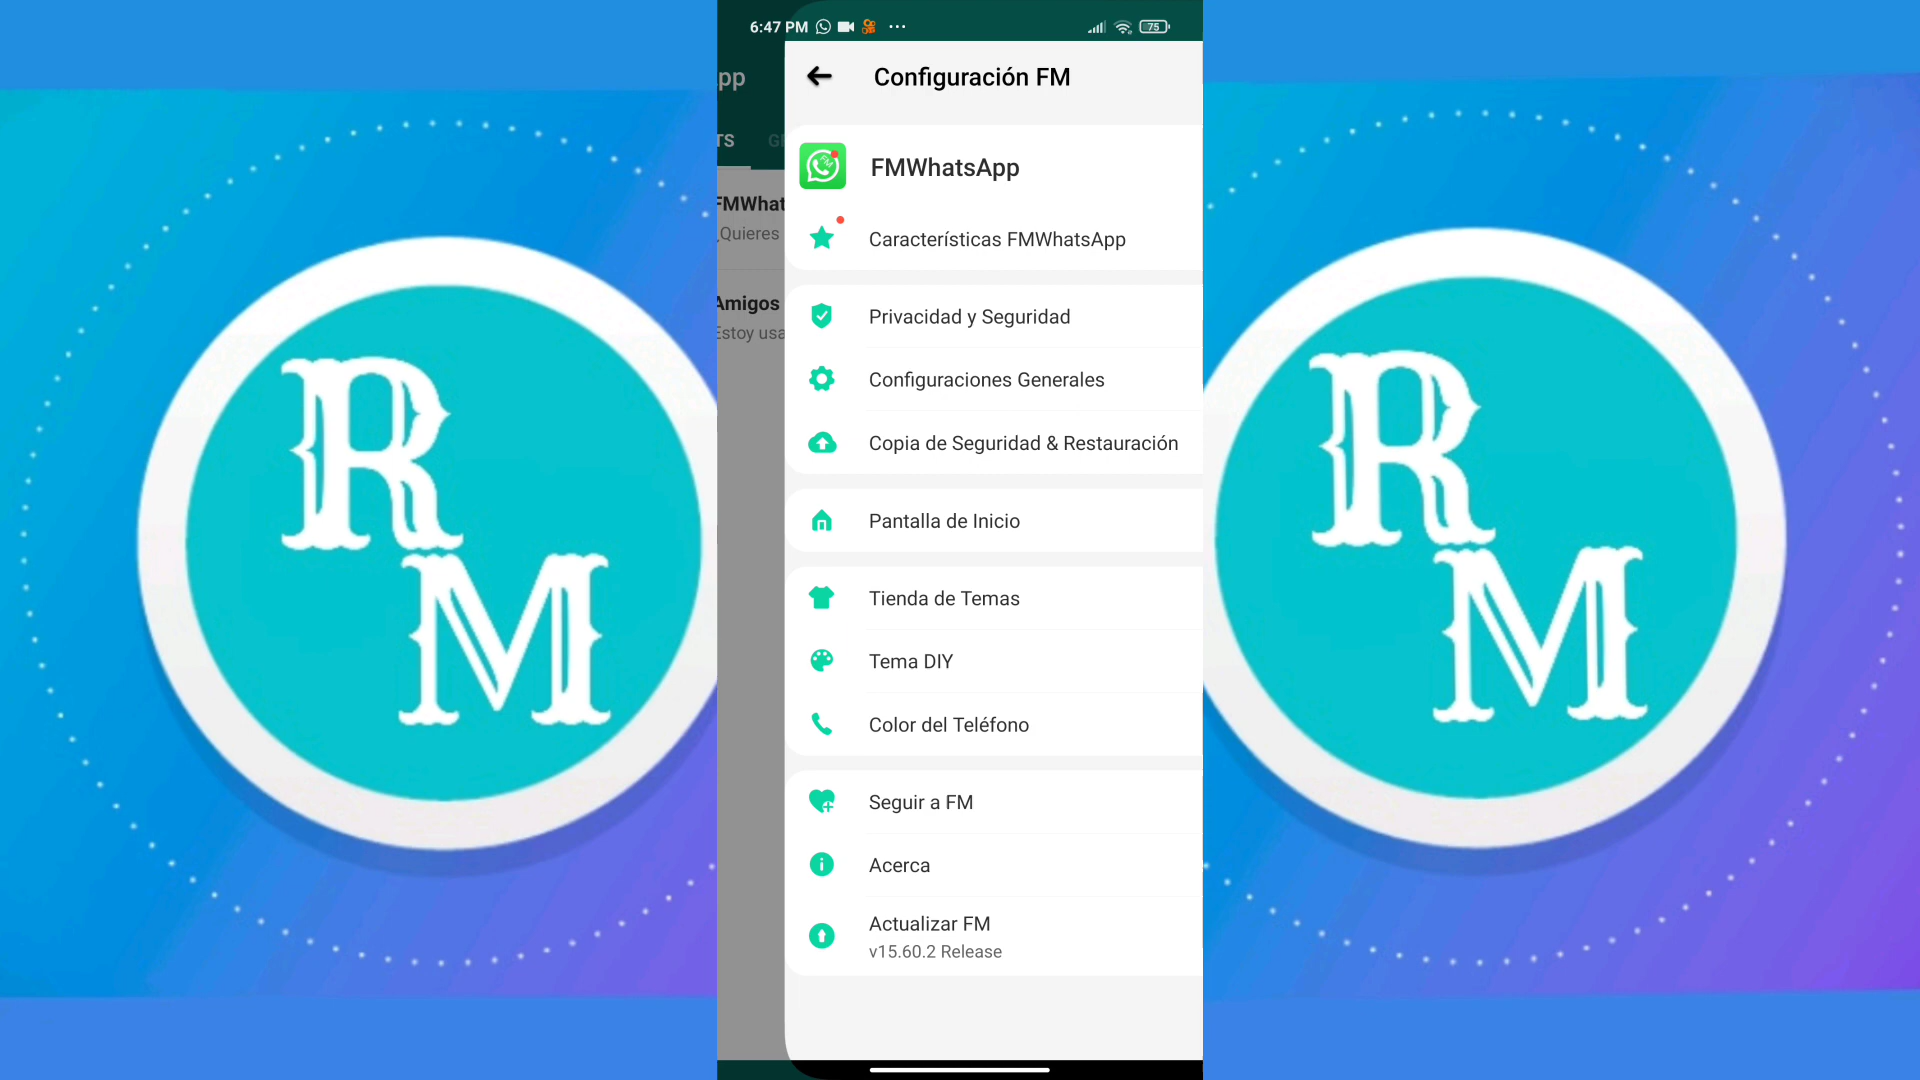 6:47 PM
75
pp
Configuración FM
TS
FMWhatsApp
FMWhat
¿Quieres
Características FMWhatsApp
Amigos
Estoy usa
Privacidad y Seguridad
Configuraciones Generales
Copia de Seguridad & Restauración
Pantalla de Inicio
Tienda de Temas
Tema DIY
Color del Teléfono
Seguir a FM
Acerca
Actualizar FM
v15.60.2 Release
R
M
R
M